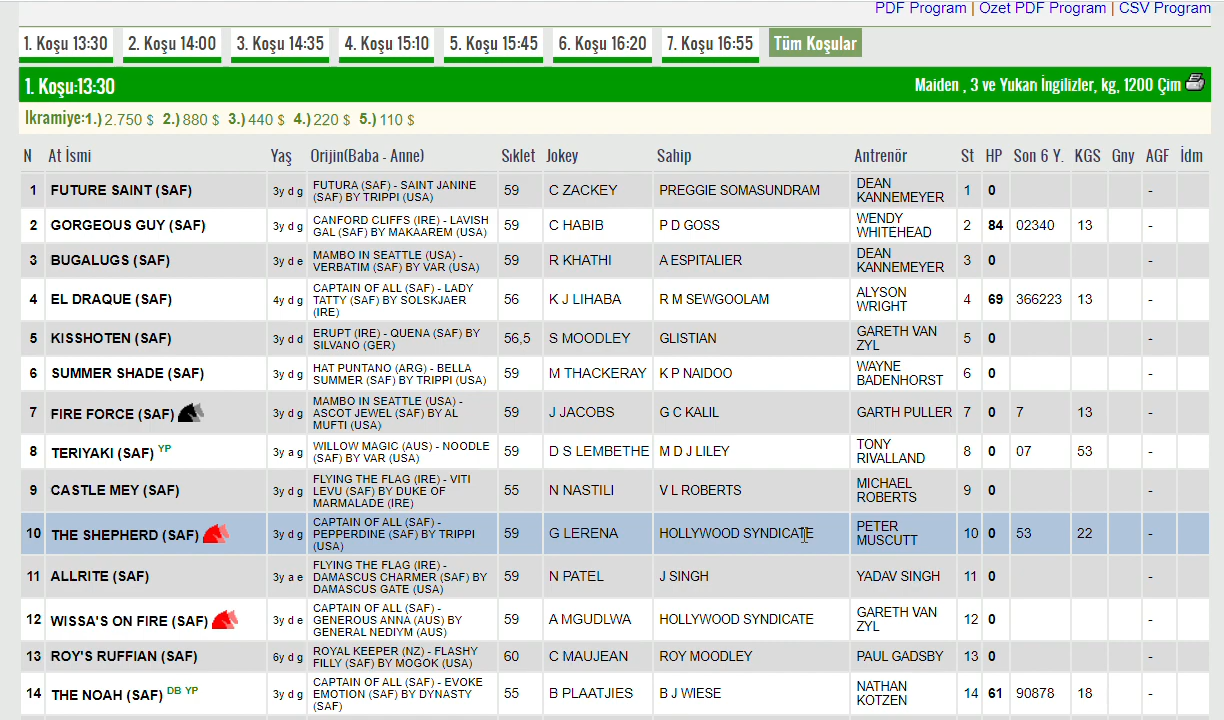 PDF Program | Ozet PDF Program | CSV Program
1. Koşu 13:30 2. Koşu 14:00 3. Koşu 14:35 4. Koşu 15:10 5. Koşu 15:45 6. Koşu 16:20 7. Koşu 16:55 Tüm Koşular
1. Koşu:13:30 Maiden , 3 ve Yukarı İngilizler, kg, 1200 Çim
Ikramiye:1.) 2.750 $ 2.) 880 $ 3.) 440 $ 4.) 220 $ 5.) 110 $
N At İsmi Yaş Orijin(Baba - Anne) Sıklet Jokey Sahip Antrenör St HP Son 6 Y. KGS Gny AGF İdm
1 FUTURE SAINT (SAF) 3y d g FUTURA (SAF) - SAINT JANINE (SAF) BY TRIPPI (USA) 59 C ZACKEY PREGGIE SOMASUNDRAM DEAN KANNEMEYER 1 0 -
2 GORGEOUS GUY (SAF) 3y d g CANFORD CLIFFS (IRE) - LAVISH GAL (SAF) BY MAKAAREM (USA) 59 C HABIB P D GOSS WENDY WHITEHEAD 2 84 02340 13 -
3 BUGALUGS (SAF) 3y d e MAMBO IN SEATTLE (USA) - VERBATIM (SAF) BY VAR (USA) 59 R KHATHI A ESPITALIER DEAN KANNEMEYER 3 0 -
4 EL DRAQUE (SAF) 4y d g CAPTAIN OF ALL (SAF) - LADY TATTY (SAF) BY SOLSKJAER (IRE) 56 K J LIHABA R M SEWGOOLAM ALYSON WRIGHT 4 69 366223 13 -
5 KISSHOTEN (SAF) 3y d d ERUPT (IRE) - QUENA (SAF) BY SILVANO (GER) 56,5 S MOODLEY GLISTIAN GARETH VAN ZYL 5 0 -
6 SUMMER SHADE (SAF) 3y d g HAT PUNTANO (ARG) - BELLA SUMMER (SAF) BY TRIPPI (USA) 59 M THACKERAY K P NAIDOO WAYNE BADENHORST 6 0 -
7 FIRE FORCE (SAF) 3y d g MAMBO IN SEATTLE (USA) - ASCOT JEWEL (SAF) BY AL MUFTI (USA) 59 J JACOBS G C KALIL GARTH PULLER 7 0 7 13 -
8 TERIYAKI (SAF) YP 3y a g WILLOW MAGIC (AUS) - NOODLE (SAF) BY VAR (USA) 59 D S LEMBETHE M D J LILEY TONY RIVALLAND 8 0 07 53 -
9 CASTLE MEY (SAF) 3y d g FLYING THE FLAG (IRE) - VITI LEVU (SAF) BY DUKE OF MARMALADE (IRE) 55 N NASTILI V L ROBERTS MICHAEL ROBERTS 9 0 -
10 THE SHEPHERD (SAF) 3y d g CAPTAIN OF ALL (SAF) - PEPPERDINE (SAF) BY TRIPPI (USA) 59 G LERENA HOLLYWOOD SYNDICATE PETER MUSCUTT 10 0 53 22 -
11 ALLRITE (SAF) 3y a e FLYING THE FLAG (IRE) - DAMASCUS CHARMER (SAF) BY DAMASCUS GATE (USA) 59 N PATEL J SINGH YADAV SINGH 11 0 -
12 WISSA'S ON FIRE (SAF) 3y d e CAPTAIN OF ALL (SAF) - GENEROUS ANNA (AUS) BY GENERAL NEDIYM (AUS) 59 A MGUDLWA HOLLYWOOD SYNDICATE GARETH VAN ZYL 12 0 -
13 ROY'S RUFFIAN (SAF) 6y d g ROYAL KEEPER (NZ) - FLASHY FILLY (SAF) BY MOGOK (USA) 60 C MAUJEAN ROY MOODLEY PAUL GADSBY 13 0 -
14 THE NOAH (SAF) DB YP 3y d g CAPTAIN OF ALL (SAF) - EVOKE EMOTION (SAF) BY DYNASTY (SAF) 55 B PLAATJIES B J WIESE NATHAN KOTZEN 14 61 90878 18 -